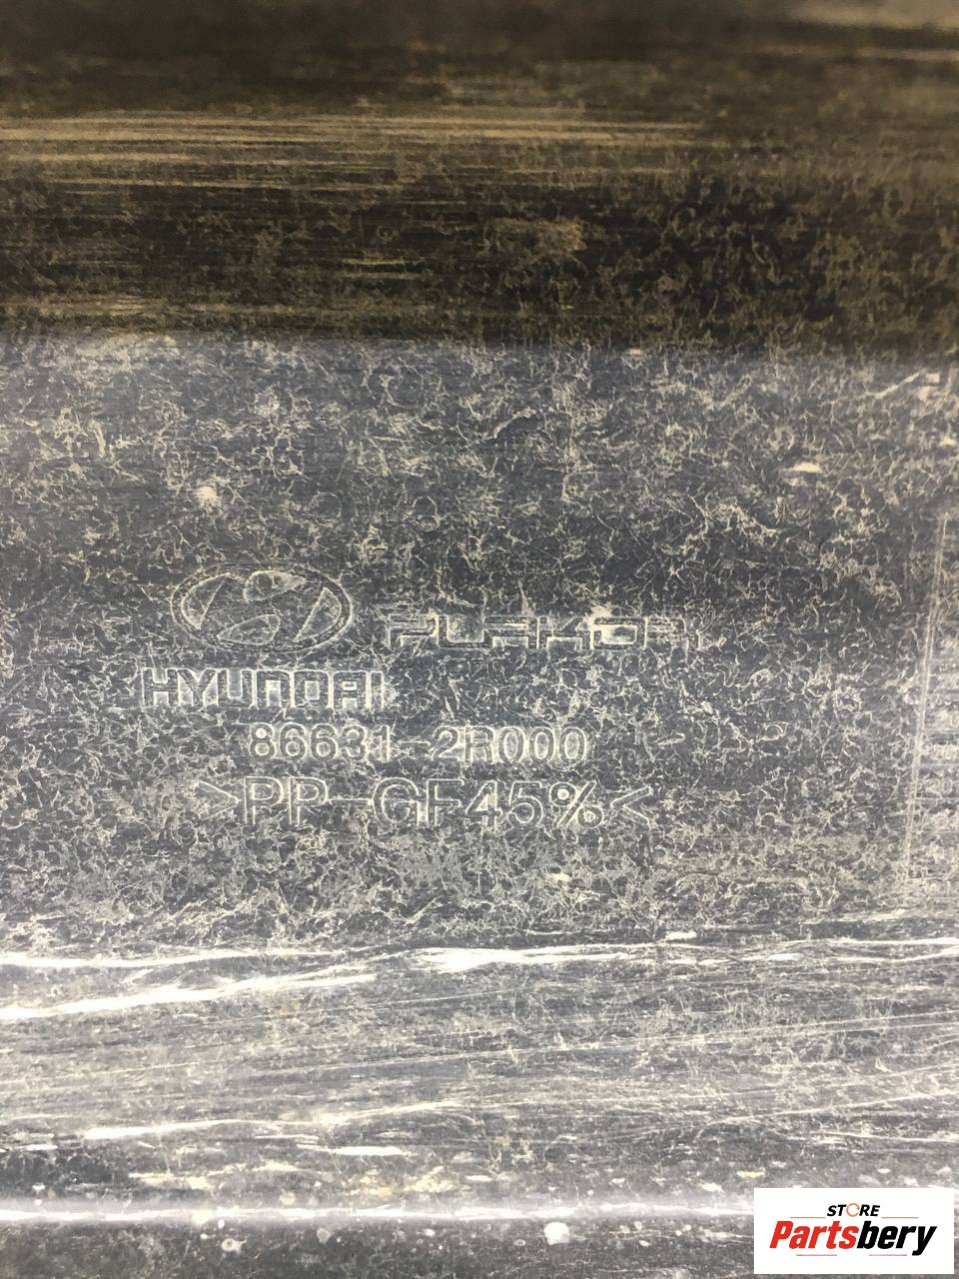 PLAKOR
HYUNDAI
86631-2R000
>PP-GF45%<
STORE
Partsbery